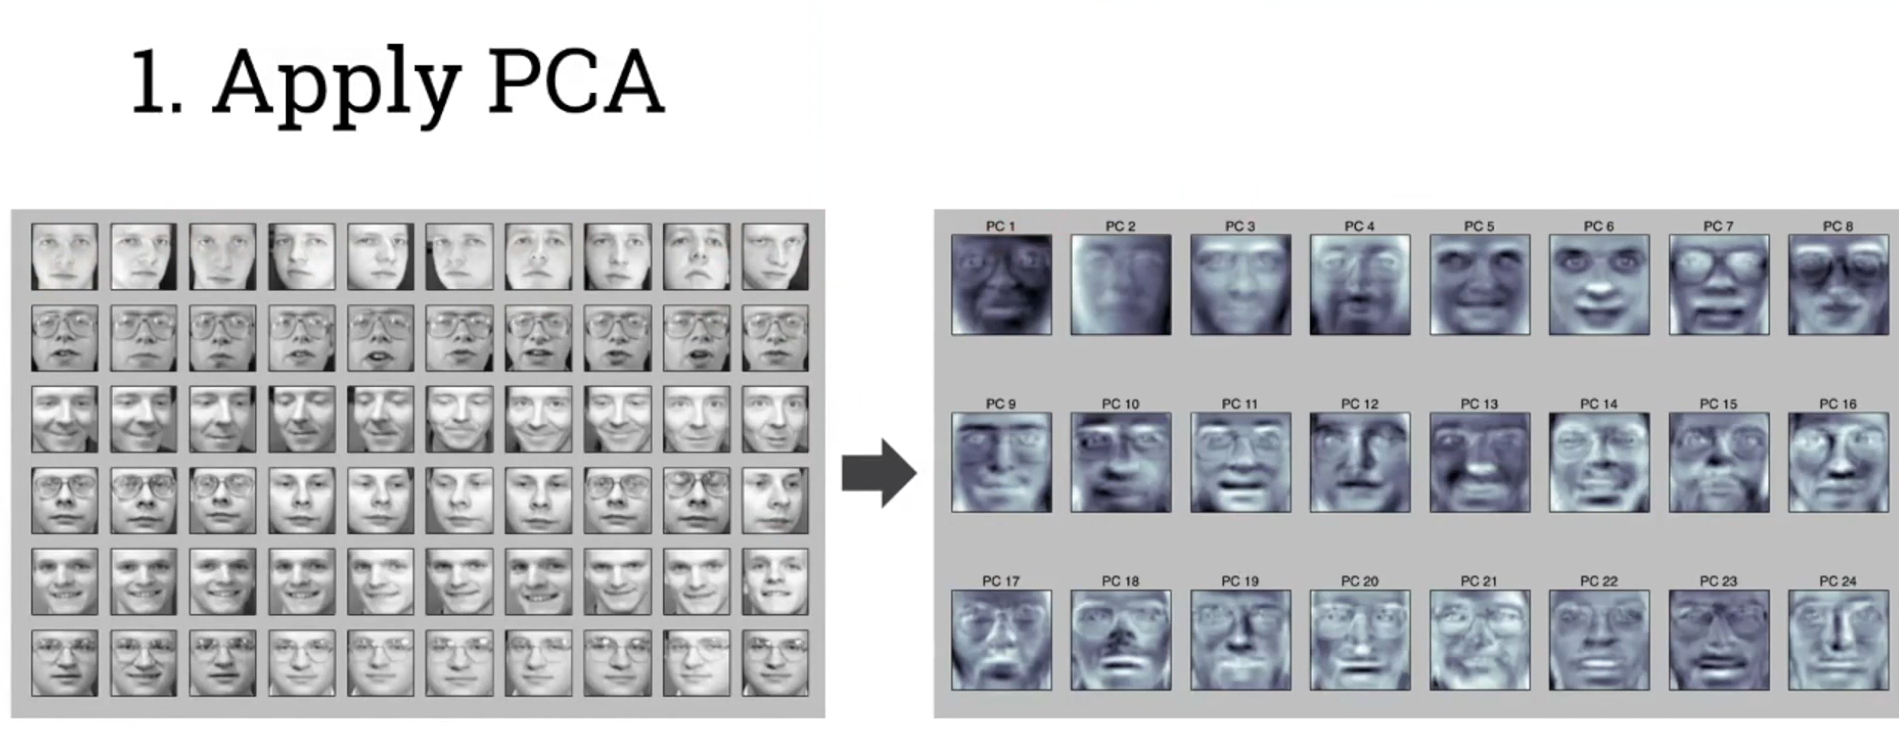 1. Apply PCA
PC 1 PC 2 PC 3 PC 4 PC 5 PC 6 PC 7 PC 8
PC 9 PC 10 PC 11 PC 12 PC 13 PC 14 PC 15 PC 16
PC 17 PC 18 PC 19 PC 20 PC 21 PC 22 PC 23 PC 24